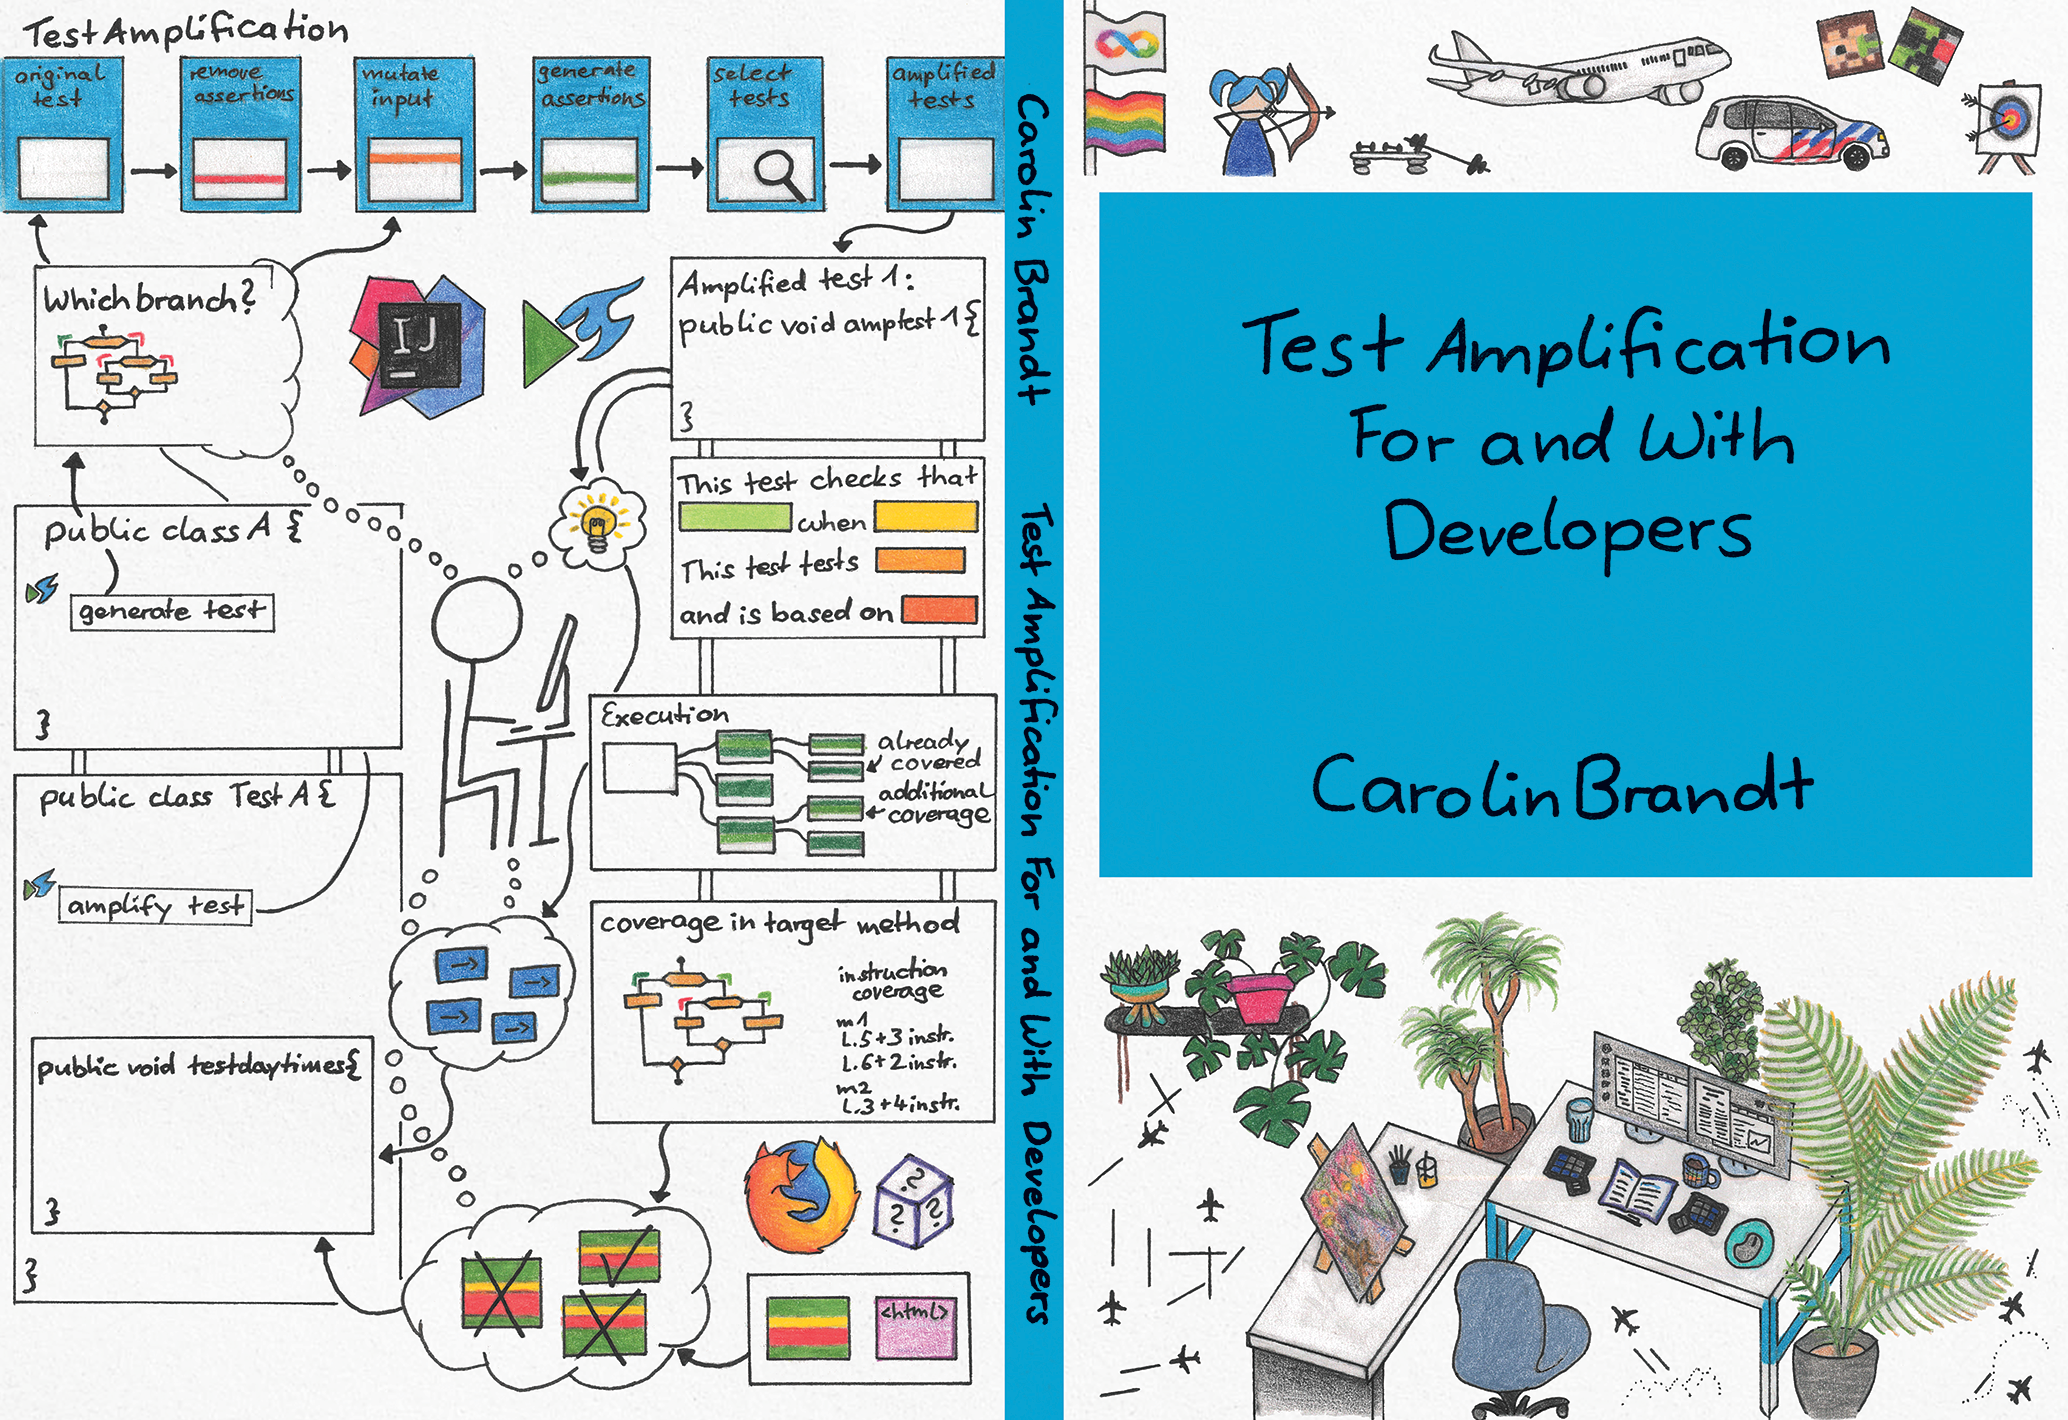 Test Amplification
original
test
remove
assertions
mutate
input
generate
assertions
select
tests
amplified
tests
Which branch?
IJ
Amplified test 1:
public void amptest1{
}
This test checks that
when
This test tests
and is based on
public class A {
generate test
}
Execution
already
covered
additional
coverage
public class Test A {
amplify test
coverage in target method
instruction
coverage
m1
L.5+3 instr.
L.6+2 instr.
m2
L.3+4 instr.
public void testdaytimes{
}
}
?
?
?
<html>
Carolin Brandt
Test Amplification For and With Developers
Test Amplification
For and With
Developers
Carolin Brandt